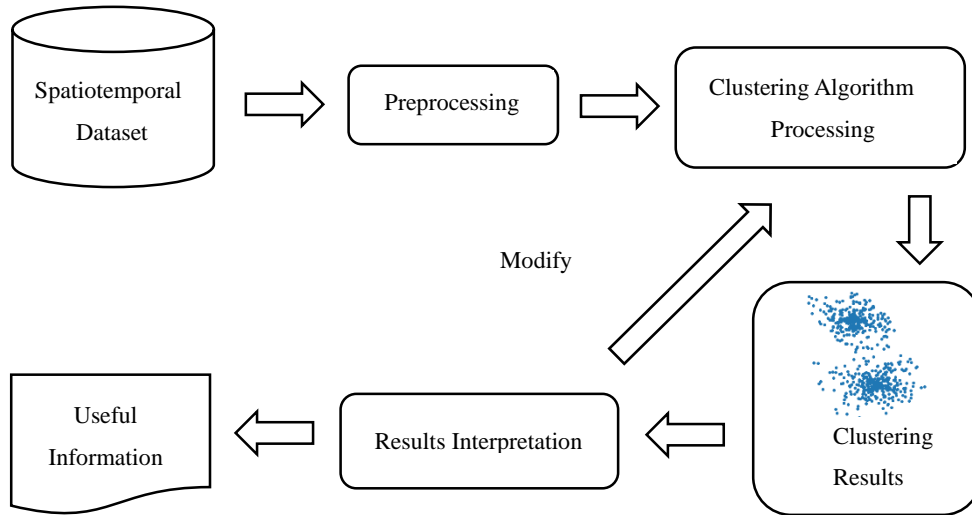 Spatiotemporal
Dataset
Preprocessing
Clustering Algorithm
Processing
Modify
Clustering
Results
Results Interpretation
Useful
Information